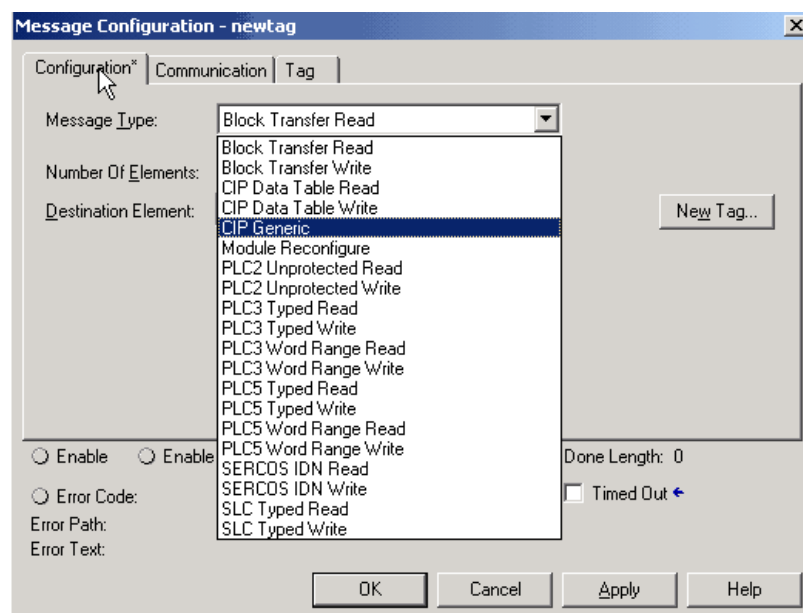 Message Configuration - newtag
Configuration* Communication Tag
Message Type: Block Transfer Read
Block Transfer Read
Block Transfer Write
Number Of Elements:
CIP Data Table Read
Destination Element: CIP Data Table Write New Tag...
CIP Generic
Module Reconfigure
PLC2 Unprotected Read
PLC2 Unprotected Write
PLC3 Typed Read
PLC3 Typed Write
PLC3 Word Range Read
PLC3 Word Range Write
PLC5 Typed Read
PLC5 Typed Write
PLC5 Word Range Read
PLC5 Word Range Write
Enable Enable Done Length: 0
SERCOS IDN Read
SERCOS IDN Write
Error Code: Timed Out
SLC Typed Read
Error Path:
SLC Typed Write
Error Text:
OK Cancel Apply Help